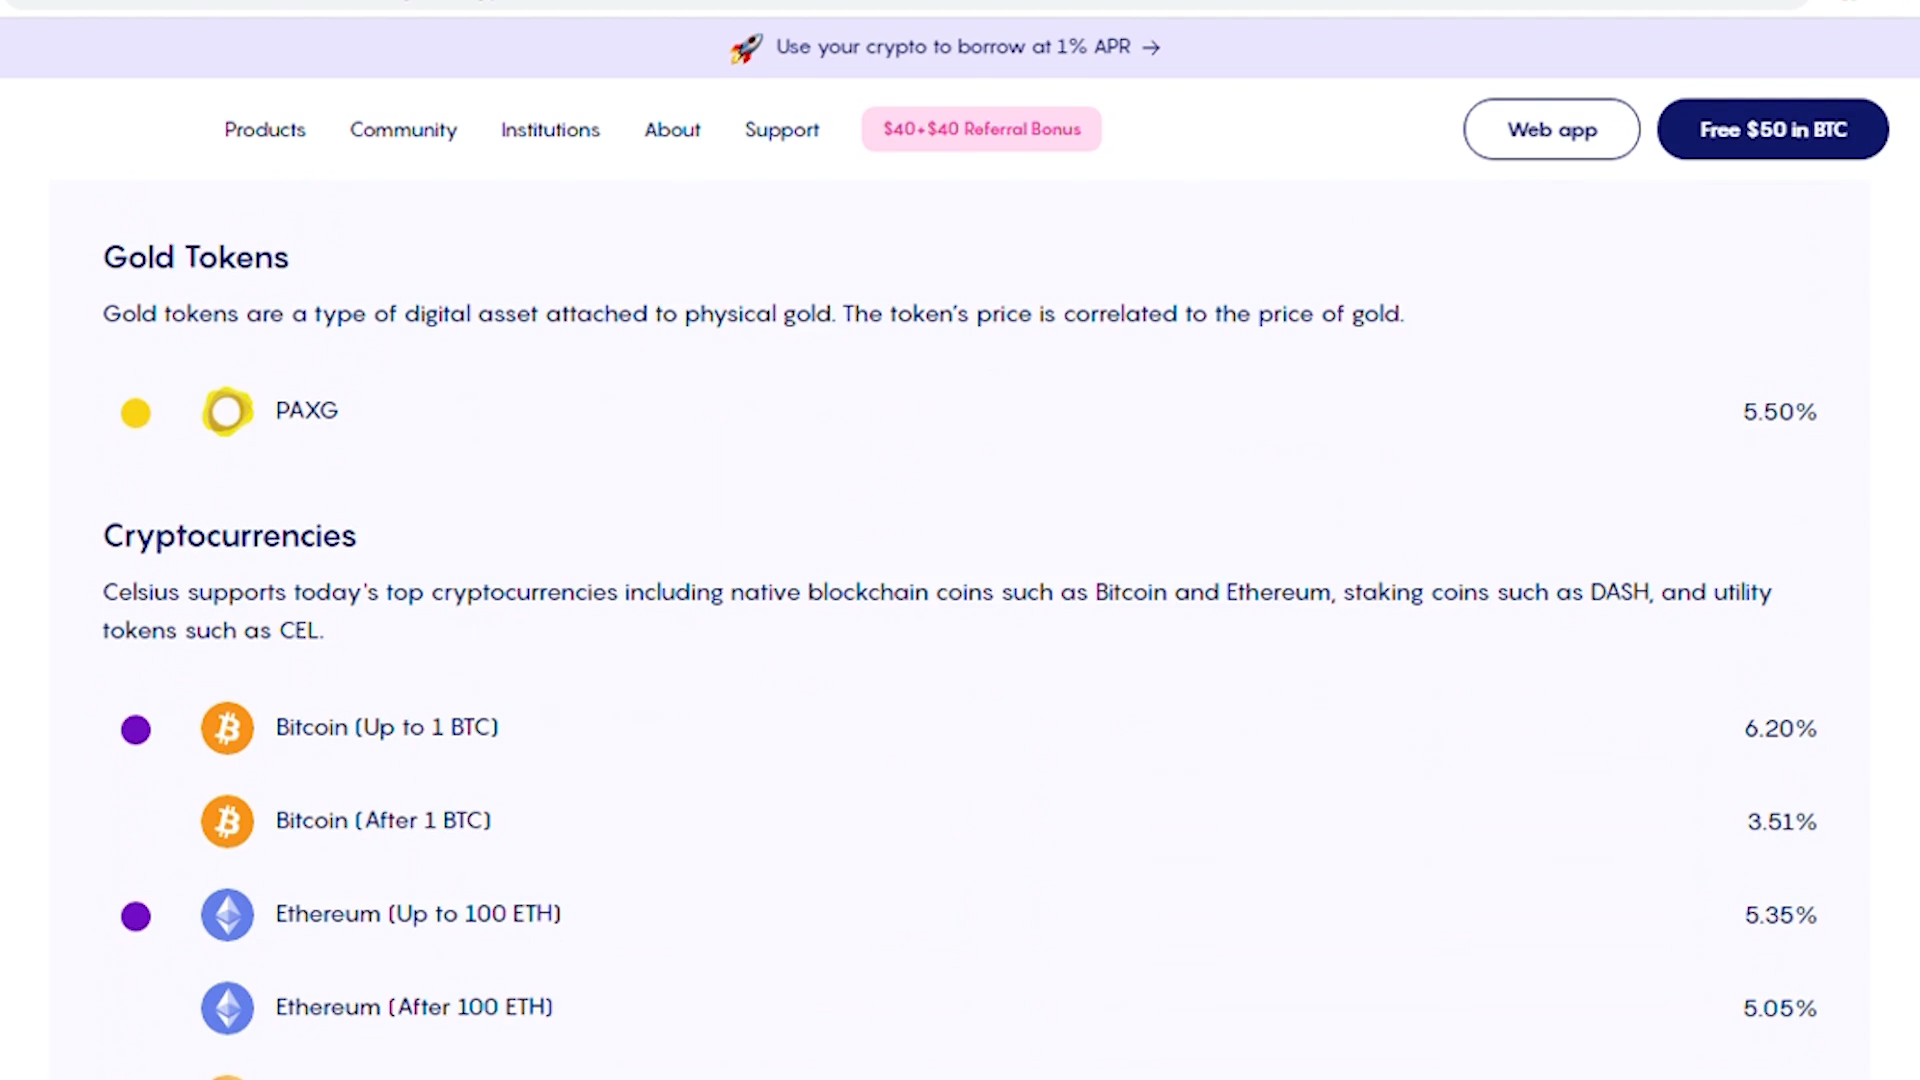 Use your crypto to borrow at 1% APR →
Products Community Institutions About Support $40+$40 Referral Bonus Web app Free $50 in BTC
Gold Tokens
Gold tokens are a type of digital asset attached to physical gold. The token’s price is correlated to the price of gold.
PAXG 5.50%
Cryptocurrencies
Celsius supports today's top cryptocurrencies including native blockchain coins such as Bitcoin and Ethereum, staking coins such as DASH, and utility
tokens such as CEL.
Bitcoin (Up to 1 BTC) 6.20%
Bitcoin (After 1 BTC) 3.51%
Ethereum (Up to 100 ETH) 5.35%
Ethereum (After 100 ETH) 5.05%